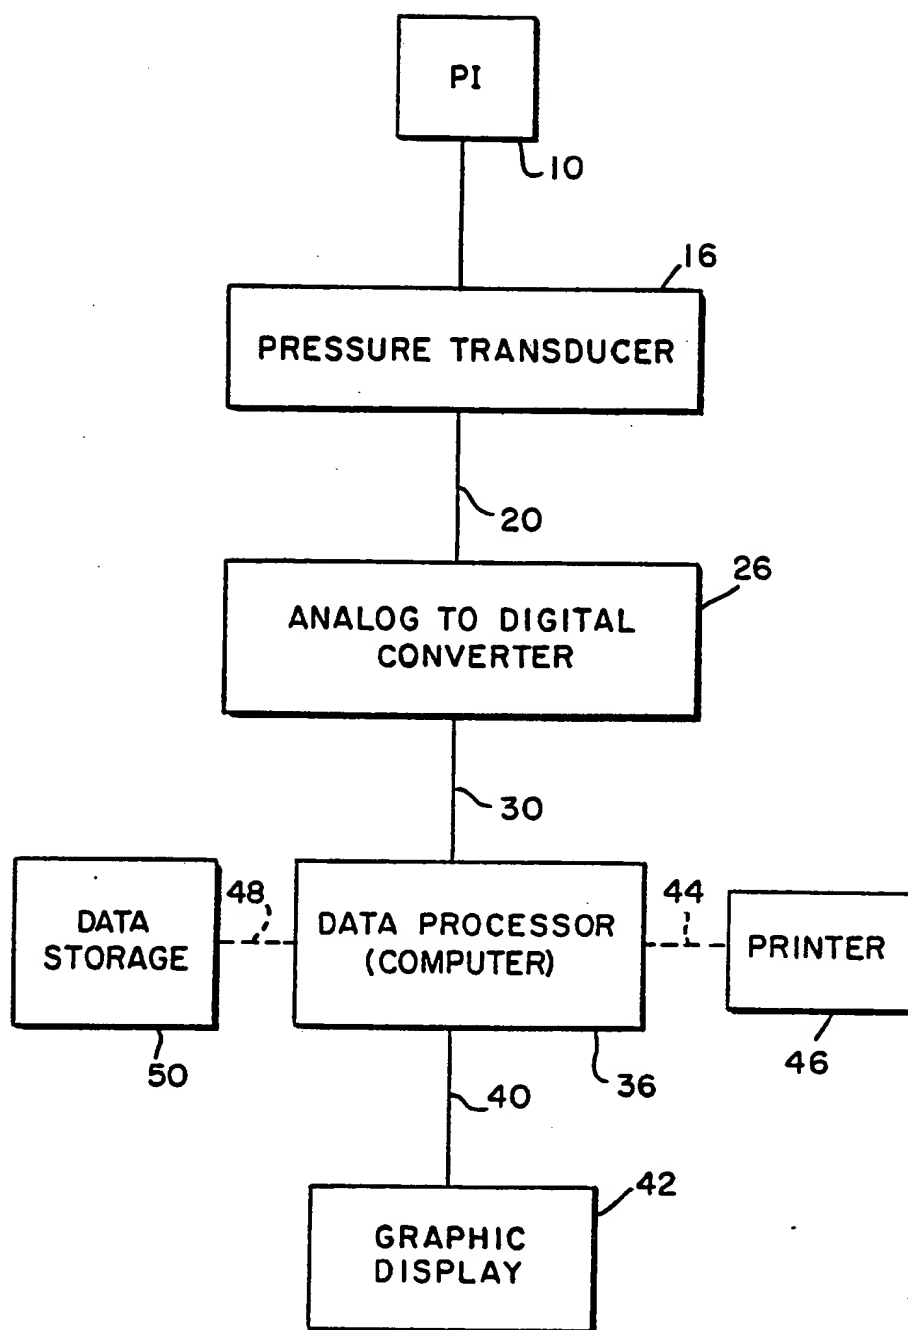 PI
10
16
PRESSURE TRANSDUCER
20
26
ANALOG TO DIGITAL
CONVERTER
30
48
44
DATA
STORAGE
DATA PROCESSOR
(COMPUTER)
PRINTER
50
36
46
40
42
GRAPHIC
DISPLAY